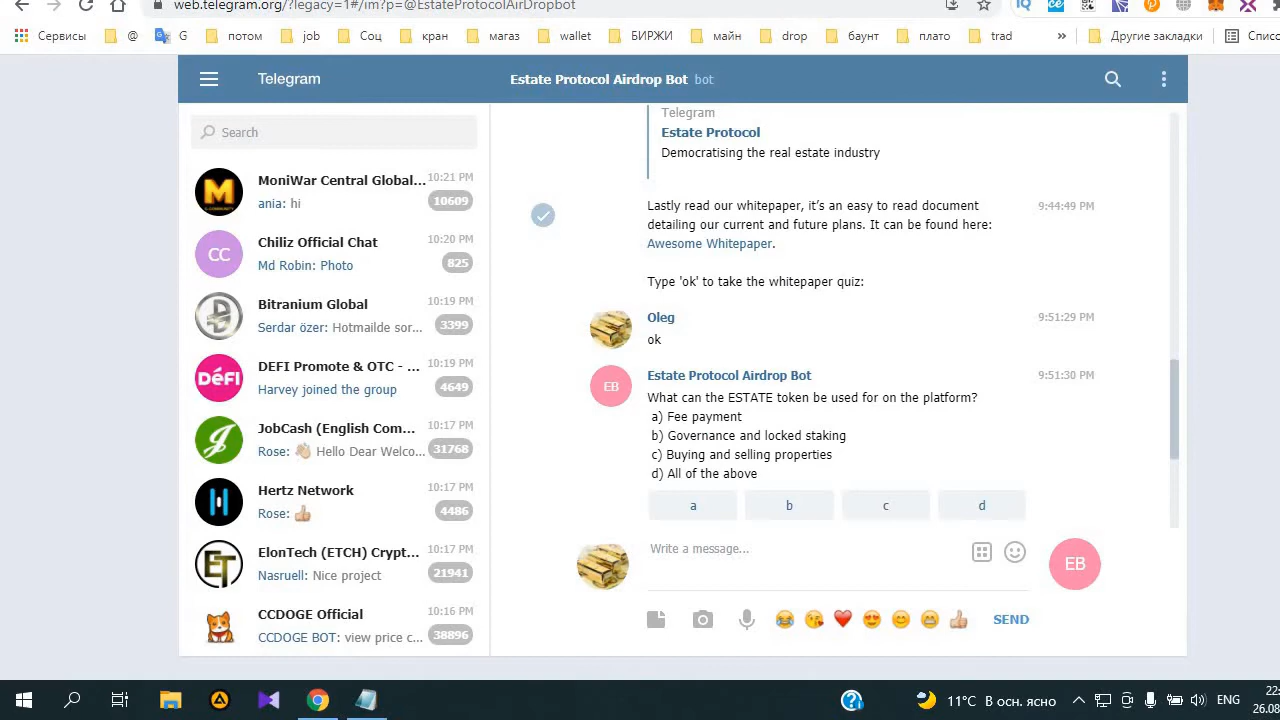 web.telegram.org/?legacy=1#/im?p=@EstateProtocolAirDropbot
Сервисы @ G потом job Соц кран магаз wallet БИРЖИ майн drop баунт плато trad » Другие закладки Списо
Telegram
Estate Protocol Airdrop Bot bot
Search
MoniWar Central Global... 10:21 PM
ania: hi 10609
CC
Chiliz Official Chat 10:20 PM
Md Robin: Photo 825
Bitranium Global 10:19 PM
Serdar özer: Hotmailde sor... 3399
DéFI
DEFI Promote & OTC - ... 10:19 PM
Harvey joined the group 4649
JobCash (English Com... 10:17 PM
Rose: 👋🏼 Hello Dear Welco... 31768
Hertz Network 10:17 PM
Rose: 👍🏼 4486
ET
ElonTech (ETCH) Crypt... 10:17 PM
Nasruell: Nice project 21941
CCDOGE Official 10:16 PM
CCDOGE BOT: view price c... 38896
Telegram
Estate Protocol
Democratising the real estate industry
Lastly read our whitepaper, it's an easy to read document 9:44:49 PM
detailing our current and future plans. It can be found here:
Awesome Whitepaper.
Type 'ok' to take the whitepaper quiz:
Oleg 9:51:29 PM
ok
EB
Estate Protocol Airdrop Bot 9:51:30 PM
What can the ESTATE token be used for on the platform?
a) Fee payment
b) Governance and locked staking
c) Buying and selling properties
d) All of the above
a b c d
Write a message...
EB
SEND
11°C В осн. ясно ENG
22:
26.08